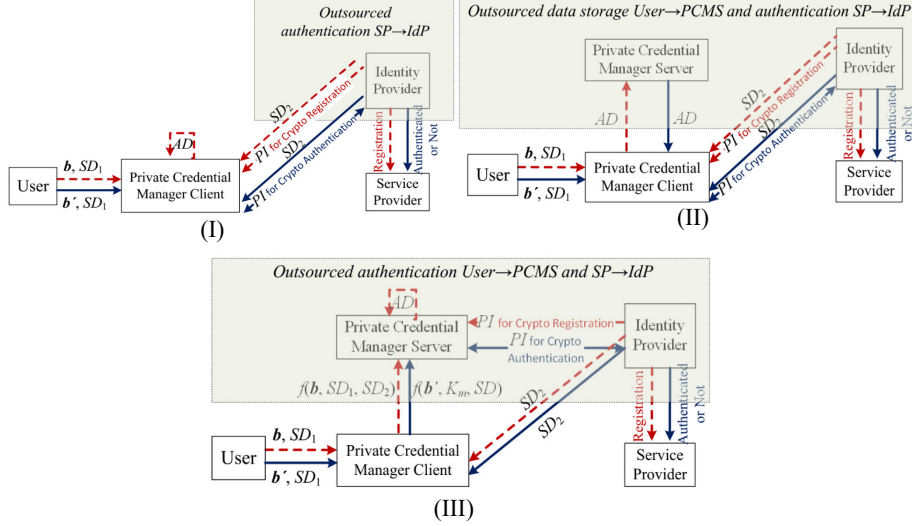 Outsourced
authentication SP→IdP
Identity
Provider
SD₂
PI for Crypto Registration
SD₂
PI for Crypto Authentication
AD
Registration
Authenticated
or Not
User
b, SD₁
b′, SD₁
Private Credential
Manager Client
Service
Provider
(I)
Outsourced data storage User→PCMS and authentication SP→IdP
Private Credential
Manager Server
Identity
Provider
SD₂
PI for Crypto Registration
SD₂
PI for Crypto Authentication
AD
AD
Registration
Authenticated
or Not
User
b, SD₁
b′, SD₁
Private Credential
Manager Client
Service
Provider
(II)
Outsourced authentication User→PCMS and SP→IdP
AD
Private Credential
Manager Server
PI for Crypto Registration
PI for Crypto
Authentication
Identity
Provider
f(b, SD₁, SD₂)
f(b′, Kₘ, SD)
SD₂
SD₂
Registration
Authenticated
or Not
User
b, SD₁
b′, SD₁
Private Credential
Manager Client
Service
Provider
(III)